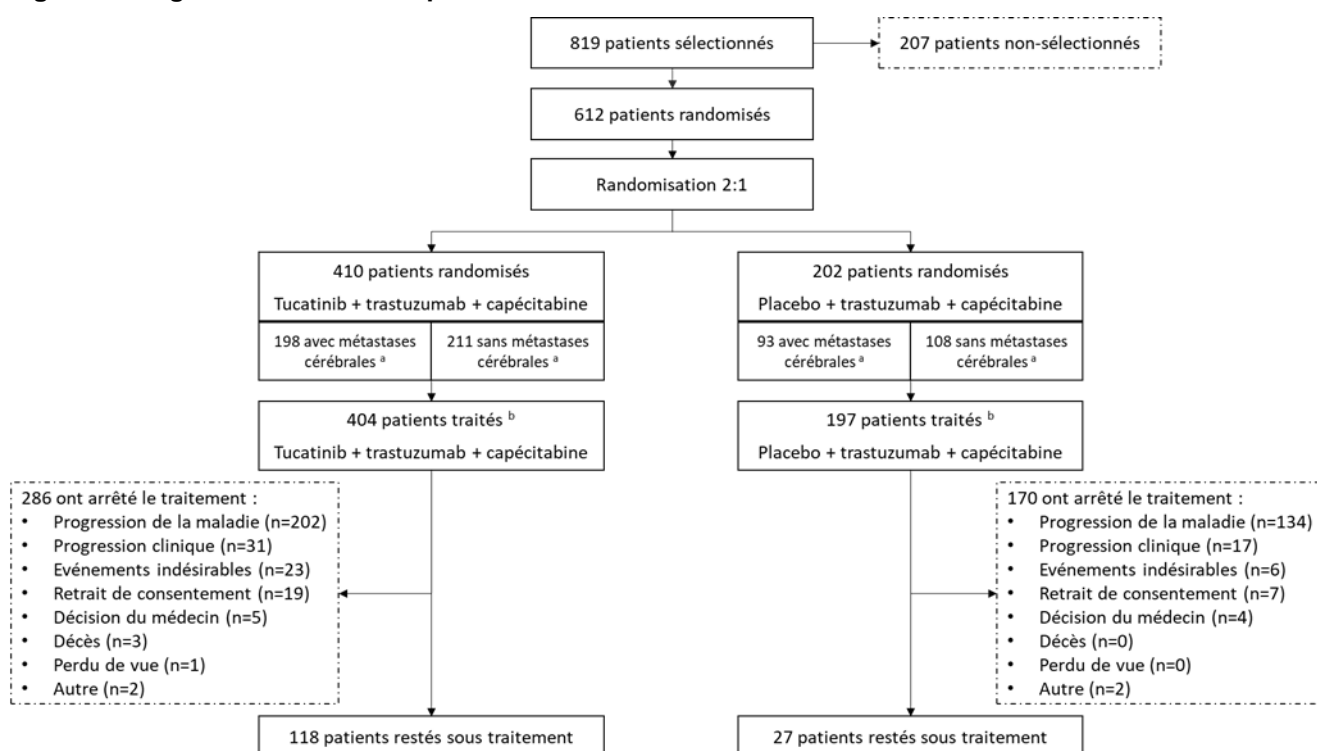 819 patients sélectionnés
207 patients non-sélectionnés
612 patients randomisés
Randomisation 2:1
410 patients randomisés
Tucatinib + trastuzumab + capécitabine
198 avec métastases
cérébrales a
211 sans métastases
cérébrales a
202 patients randomisés
Placebo + trastuzumab + capécitabine
93 avec métastases
cérébrales a
108 sans métastases
cérébrales a
404 patients traités b
Tucatinib + trastuzumab + capécitabine
197 patients traités b
Placebo + trastuzumab + capécitabine
286 ont arrêté le traitement :
• Progression de la maladie (n=202)
• Progression clinique (n=31)
• Evénements indésirables (n=23)
• Retrait de consentement (n=19)
• Décision du médecin (n=5)
• Décès (n=3)
• Perdu de vue (n=1)
• Autre (n=2)
170 ont arrêté le traitement :
• Progression de la maladie (n=134)
• Progression clinique (n=17)
• Evénements indésirables (n=6)
• Retrait de consentement (n=7)
• Décision du médecin (n=4)
• Décès (n=0)
• Perdu de vue (n=0)
• Autre (n=2)
118 patients restés sous traitement
27 patients restés sous traitement